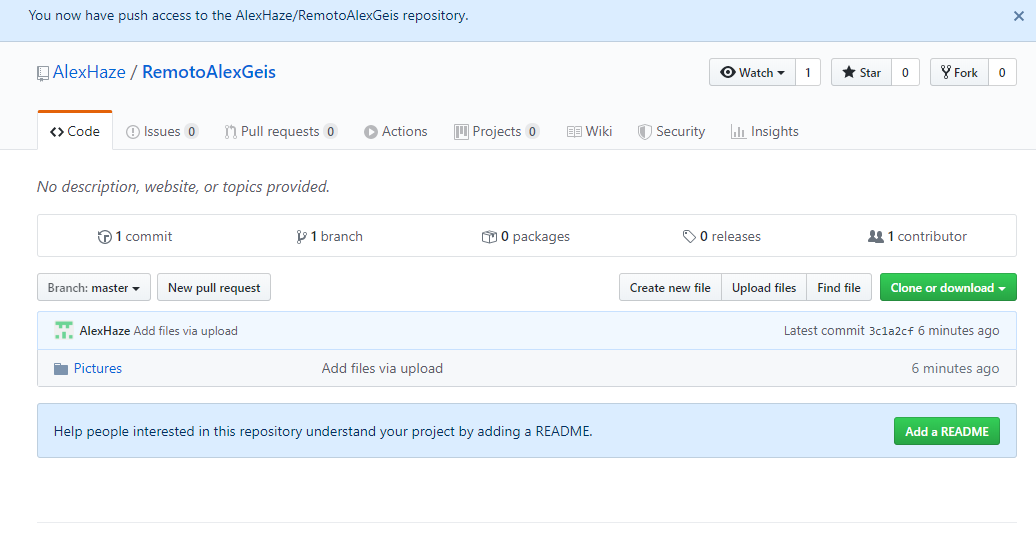 You now have push access to the AlexHaze/RemotoAlexGeis repository.
AlexHaze / RemotoAlexGeis Watch 1 Star 0 Fork 0
Code Issues 0 Pull requests 0 Actions Projects 0 Wiki Security Insights
No description, website, or topics provided.
1 commit 1 branch 0 packages 0 releases 1 contributor
Branch: master New pull request Create new file Upload files Find file Clone or download
AlexHaze Add files via upload Latest commit 3c1a2cf 6 minutes ago
Pictures Add files via upload 6 minutes ago
Help people interested in this repository understand your project by adding a README. Add a README